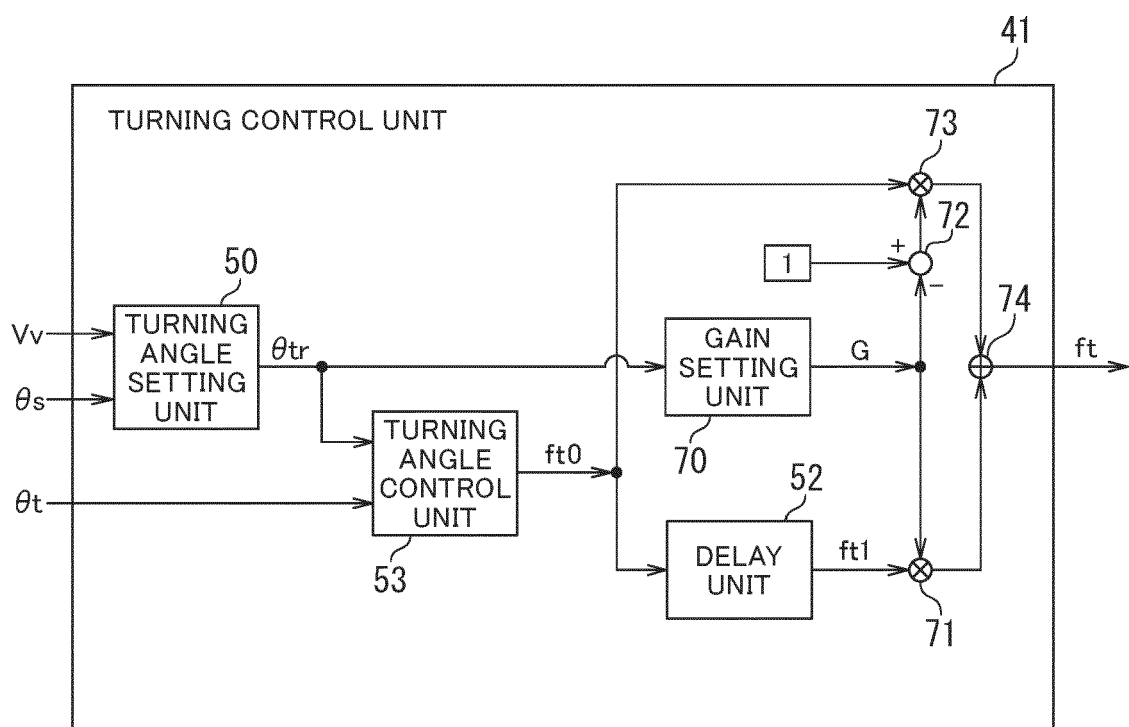 41
TURNING CONTROL UNIT
73
72
+
1
−
50
TURNING
ANGLE
SETTING
UNIT
Vv
θs
θtr
GAIN
SETTING
UNIT
70
G
74
ft
TURNING
ANGLE
CONTROL
UNIT
53
θt
ft0
52
DELAY
UNIT
ft1
71